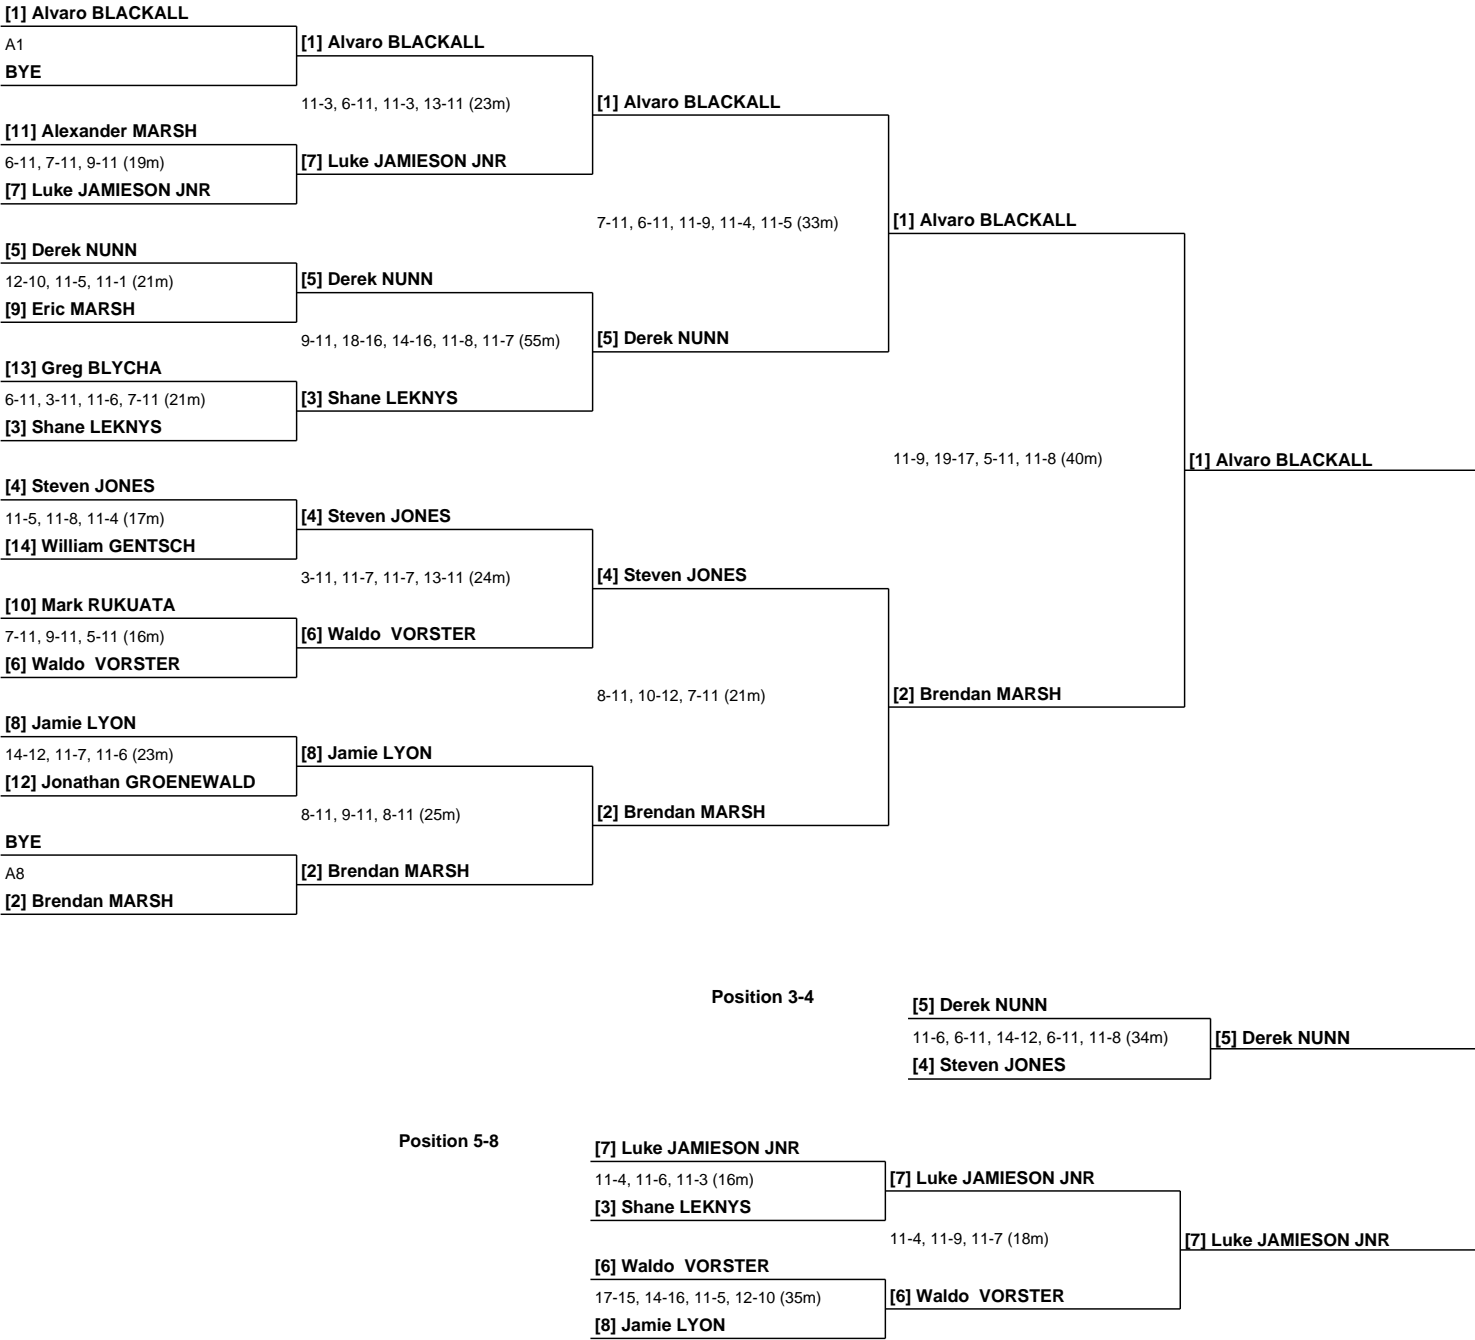 [1] Alvaro BLACKALL
A1
BYE
[1] Alvaro BLACKALL
11-3, 6-11, 11-3, 13-11 (23m)
[11] Alexander MARSH
6-11, 7-11, 9-11 (19m)
[7] Luke JAMIESON JNR
[7] Luke JAMIESON JNR
[1] Alvaro BLACKALL
7-11, 6-11, 11-9, 11-4, 11-5 (33m)
[5] Derek NUNN
12-10, 11-5, 11-1 (21m)
[9] Eric MARSH
[5] Derek NUNN
9-11, 18-16, 14-16, 11-8, 11-7 (55m)
[13] Greg BLYCHA
6-11, 3-11, 11-6, 7-11 (21m)
[3] Shane LEKNYS
[3] Shane LEKNYS
[5] Derek NUNN
[1] Alvaro BLACKALL
11-9, 19-17, 5-11, 11-8 (40m)
[1] Alvaro BLACKALL
[4] Steven JONES
11-5, 11-8, 11-4 (17m)
[14] William GENTSCH
[4] Steven JONES
3-11, 11-7, 11-7, 13-11 (24m)
[10] Mark RUKUATA
7-11, 9-11, 5-11 (16m)
[6] Waldo  VORSTER
[6] Waldo  VORSTER
[4] Steven JONES
8-11, 10-12, 7-11 (21m)
[2] Brendan MARSH
[8] Jamie LYON
14-12, 11-7, 11-6 (23m)
[12] Jonathan GROENEWALD
[8] Jamie LYON
8-11, 9-11, 8-11 (25m)
[2] Brendan MARSH
BYE
A8
[2] Brendan MARSH
[2] Brendan MARSH
Position 3-4
[5] Derek NUNN
11-6, 6-11, 14-12, 6-11, 11-8 (34m)
[4] Steven JONES
[5] Derek NUNN
Position 5-8
[7] Luke JAMIESON JNR
11-4, 11-6, 11-3 (16m)
[3] Shane LEKNYS
[7] Luke JAMIESON JNR
11-4, 11-9, 11-7 (18m)
[7] Luke JAMIESON JNR
[6] Waldo  VORSTER
17-15, 14-16, 11-5, 12-10 (35m)
[8] Jamie LYON
[6] Waldo  VORSTER